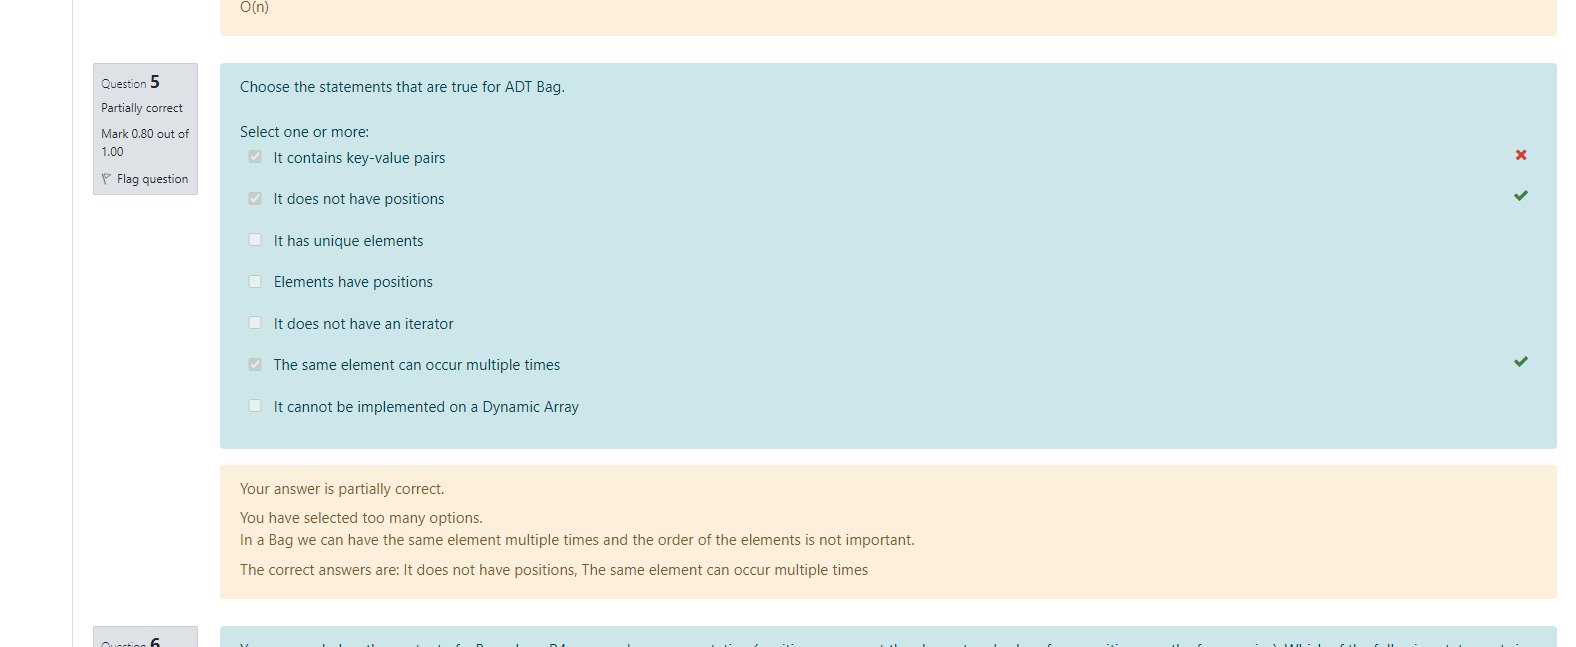 O(n)
Question 5
Partially correct
Mark 0.80 out of
1.00
Flag question
Choose the statements that are true for ADT Bag.
Select one or more:
It contains key-value pairs
It does not have positions
It has unique elements
Elements have positions
It does not have an iterator
The same element can occur multiple times
It cannot be implemented on a Dynamic Array
Your answer is partially correct.
You have selected too many options.
In a Bag we can have the same element multiple times and the order of the elements is not important.
The correct answers are: It does not have positions, The same element can occur multiple times
Question 6